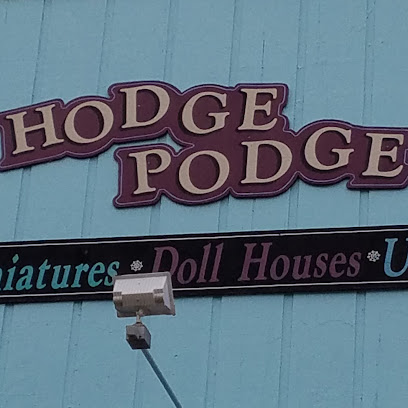 HODGE
PODGE
iatures * Doll Houses * U